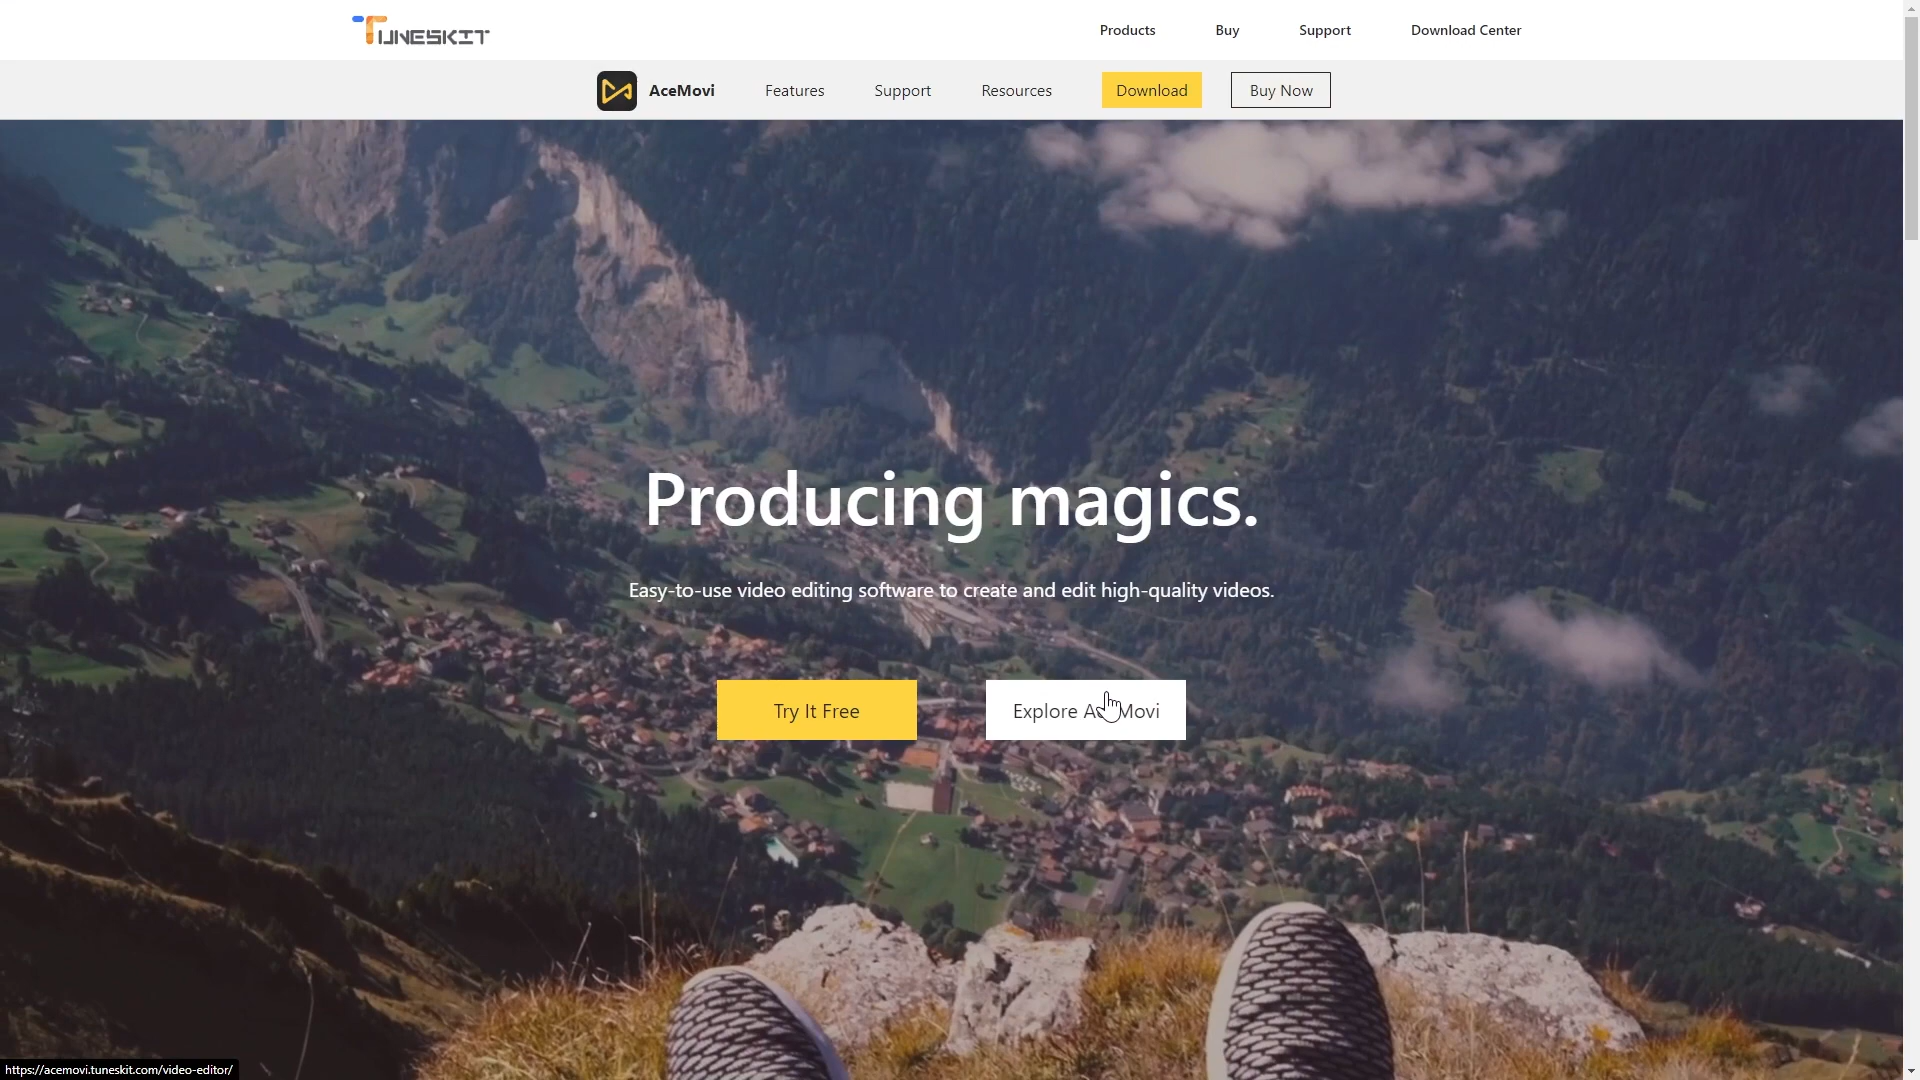 TUNESKIT
Products Buy Support Download Center
AceMovi Features Support Resources Download Buy Now
Producing magics.
Easy-to-use video editing software to create and edit high-quality videos.
Try It Free Explore AceMovi
https://acemovi.tuneskit.com/video-editor/